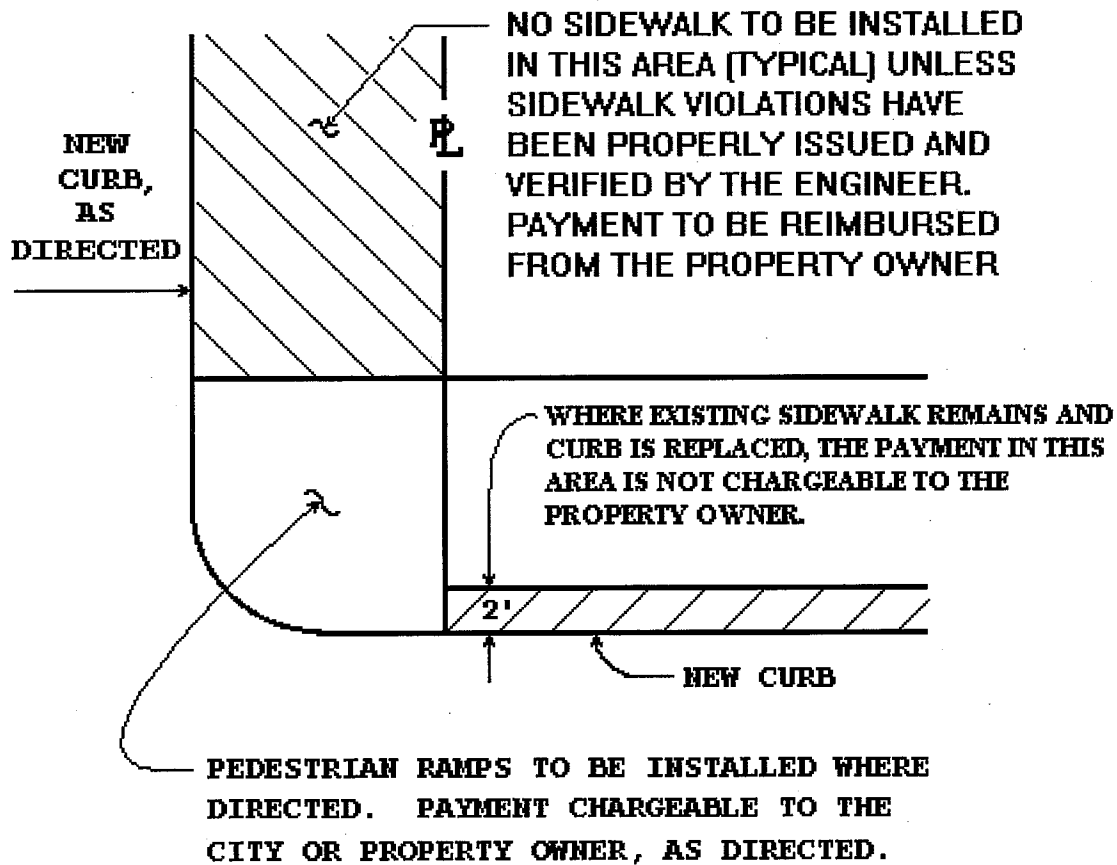 NO SIDEWALK TO BE INSTALLED
IN THIS AREA (TYPICAL) UNLESS
SIDEWALK VIOLATIONS HAVE
BEEN PROPERLY ISSUED AND
VERIFIED BY THE ENGINEER.
PAYMENT TO BE REIMBURSED
FROM THE PROPERTY OWNER
PL
NEW
CURB,
AS
DIRECTED
WHERE EXISTING SIDEWALK REMAINS AND
CURB IS REPLACED, THE PAYMENT IN THIS
AREA IS NOT CHARGEABLE TO THE
PROPERTY OWNER.
2'
NEW CURB
PEDESTRIAN RAMPS TO BE INSTALLED WHERE
DIRECTED. PAYMENT CHARGEABLE TO THE
CITY OR PROPERTY OWNER, AS DIRECTED.